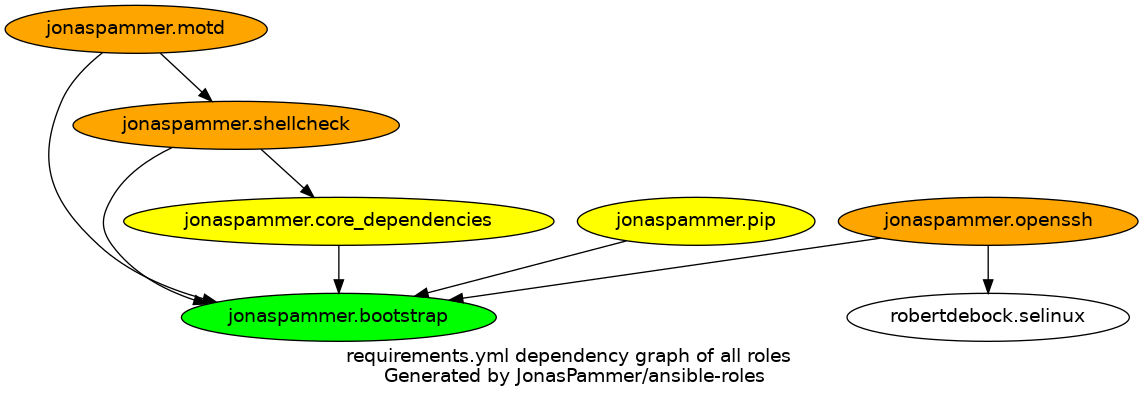 jonaspammer.motd
jonaspammer.shellcheck
jonaspammer.core_dependencies
jonaspammer.pip
jonaspammer.openssh
jonaspammer.bootstrap
robertdebock.selinux
requirements.yml dependency graph of all roles
Generated by JonasPammer/ansible-roles